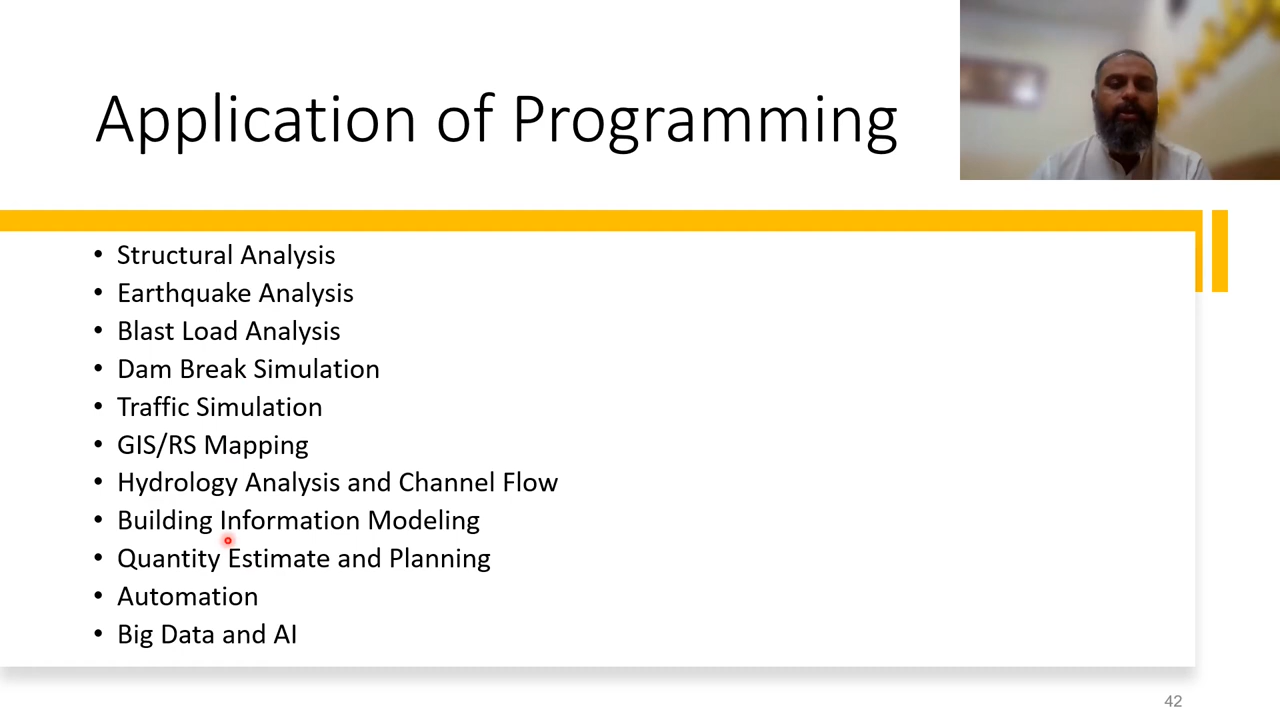 Application of Programming
• Structural Analysis
• Earthquake Analysis
• Blast Load Analysis
• Dam Break Simulation
• Traffic Simulation
• GIS/RS Mapping
• Hydrology Analysis and Channel Flow
• Building Information Modeling
• Quantity Estimate and Planning
• Automation
• Big Data and AI
42